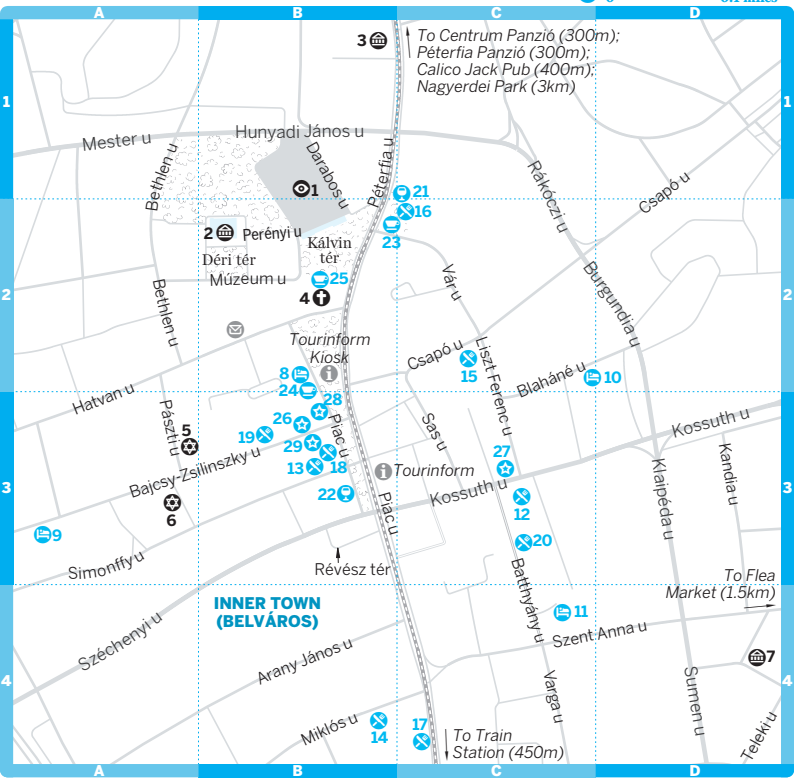 A
B
C
D
3
To Centrum Panzió (300m);
Péterfia Panzió (300m);
Calico Jack Pub (400m);
Nagyerdei Park (3km)
1
1
Mester u
Hunyadi János u
Bethlen u
Darabos u
Péterfia u
Rákóczi u
Csapó u
1
21
16
23
2
Perényi u
Kálvin
tér
Déri tér
Múzeum u
25
4
Vár u
Burgundia u
2
2
Bethlen u
Tourinform
Kiosk
Csapó u
Liszt Ferenc u
15
Blaháné u
10
8
24
28
Hatvan u
Pászti u
5
19
26
29
Piac u
18
13
Sas u
27
Kossuth u
Bajcsy-Zsilinszky u
Tourinform
Kossuth u
Klaipéda u
Kandia u
3
3
6
22
Piac u
12
9
Simonffy u
Révész tér
20
Batthyány u
To Flea
Market (1.5km)
INNER TOWN
(BELVÁROS)
11
Széchenyi u
Szent Anna u
7
Arany János u
4
4
Varga u
Sumen u
Miklós u
14
17
To Train
Station (450m)
Teleki u
A
B
C
D